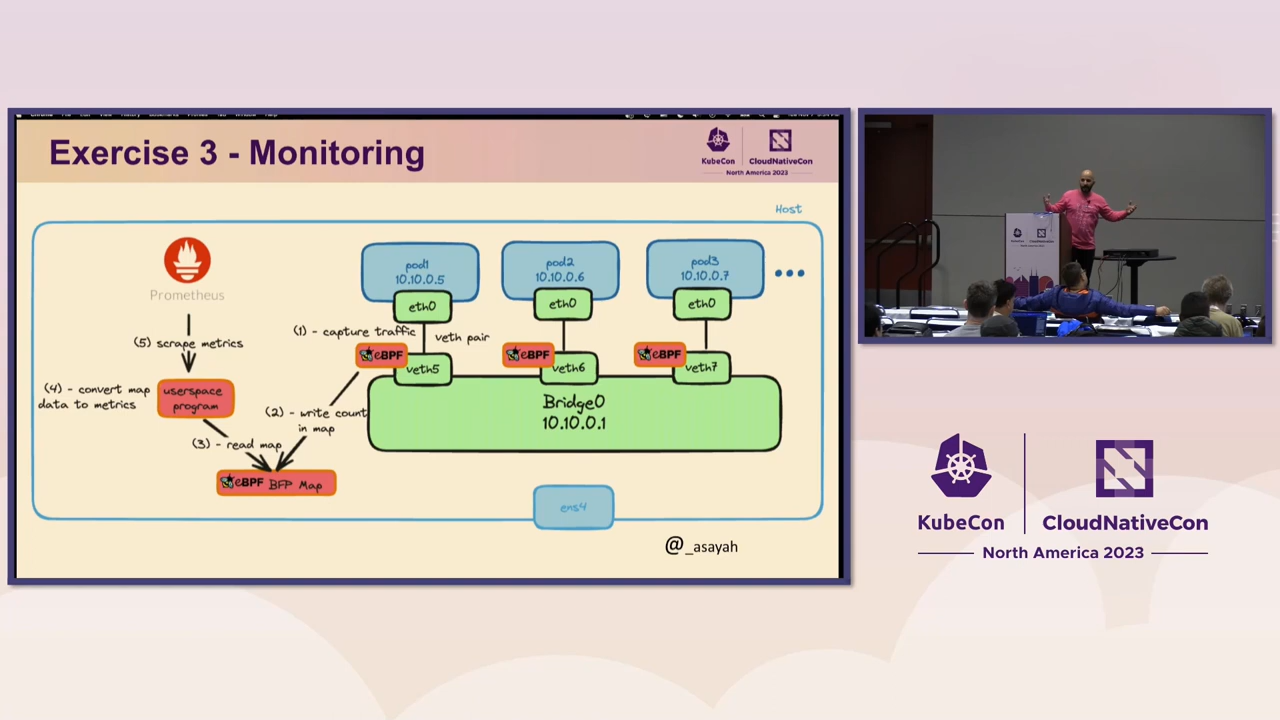 Exercise 3 - Monitoring
KubeCon
CloudNativeCon
North America 2023
Host
Prometheus
pod1
10.10.0.5
pod2
10.10.0.6
pod3
10.10.0.7
eth0
eth0
eth0
(1) - capture traffic
veth pair
(5) scrape metrics
eBPF
eBPF
eBPF
veth5
veth6
veth7
(4) - convert map
data to metrics
userspace
program
(2) - write count
in map
Bridge0
10.10.0.1
(3) - read map
eBPF BFP Map
ens4
@_asayah
KubeCon
CloudNativeCon
North America 2023